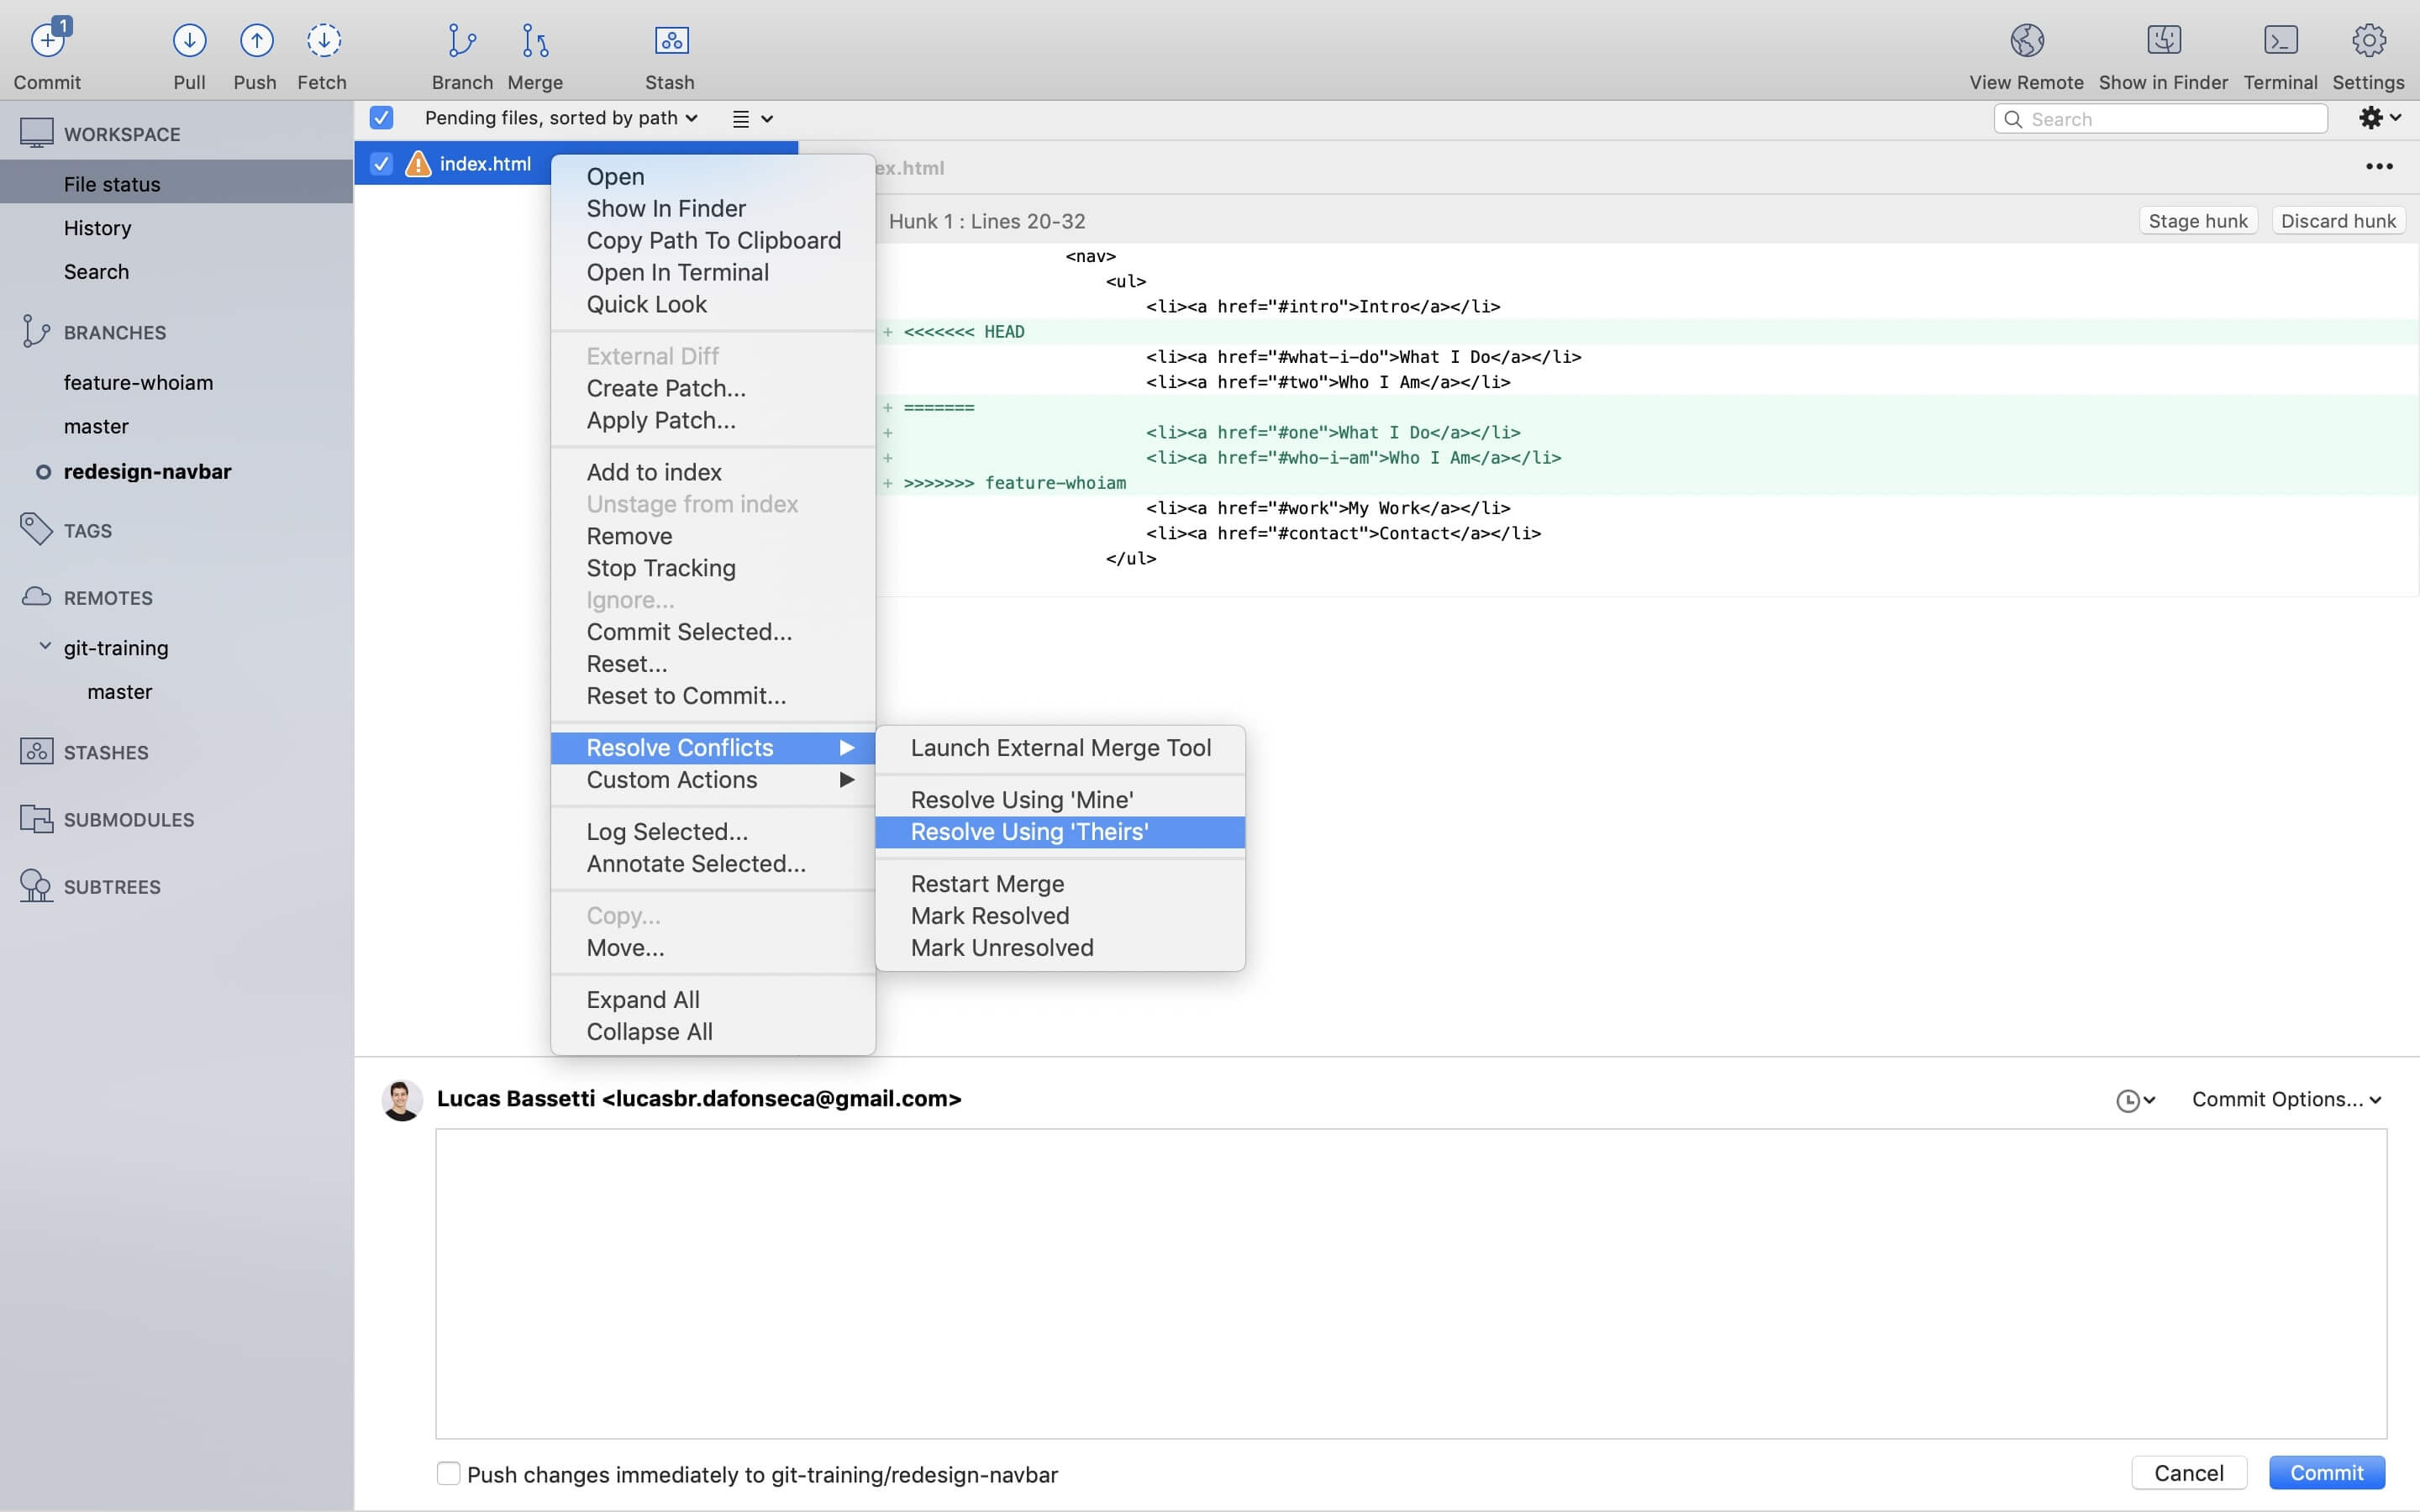 1
Commit
Pull
Push
Fetch
Branch
Merge
Stash
View Remote
Show in Finder
Terminal
Settings
WORKSPACE
File status
History
Search
BRANCHES
feature-whoiam
master
redesign-navbar
TAGS
REMOTES
git-training
master
STASHES
SUBMODULES
SUBTREES
Pending files, sorted by path
Search
index.html
Open
Show In Finder
Copy Path To Clipboard
Open In Terminal
Quick Look
External Diff
Create Patch...
Apply Patch...
Add to index
Unstage from index
Remove
Stop Tracking
Ignore...
Commit Selected...
Reset...
Reset to Commit...
Resolve Conflicts
Custom Actions
Log Selected...
Annotate Selected...
Copy...
Move...
Expand All
Collapse All
Launch External Merge Tool
Resolve Using 'Mine'
Resolve Using 'Theirs'
Restart Merge
Mark Resolved
Mark Unresolved
ex.html
Hunk 1 : Lines 20-32
Stage hunk
Discard hunk
<nav>
<ul>
<li><a href="#intro">Intro</a></li>
+ <<<<<<< HEAD
<li><a href="#what-i-do">What I Do</a></li>
<li><a href="#two">Who I Am</a></li>
+ =======
+ <li><a href="#one">What I Do</a></li>
+ <li><a href="#who-i-am">Who I Am</a></li>
+ >>>>>>> feature-whoiam
<li><a href="#work">My Work</a></li>
<li><a href="#contact">Contact</a></li>
</ul>
Lucas Bassetti <lucasbr.dafonseca@gmail.com>
Commit Options...
Push changes immediately to git-training/redesign-navbar
Cancel
Commit